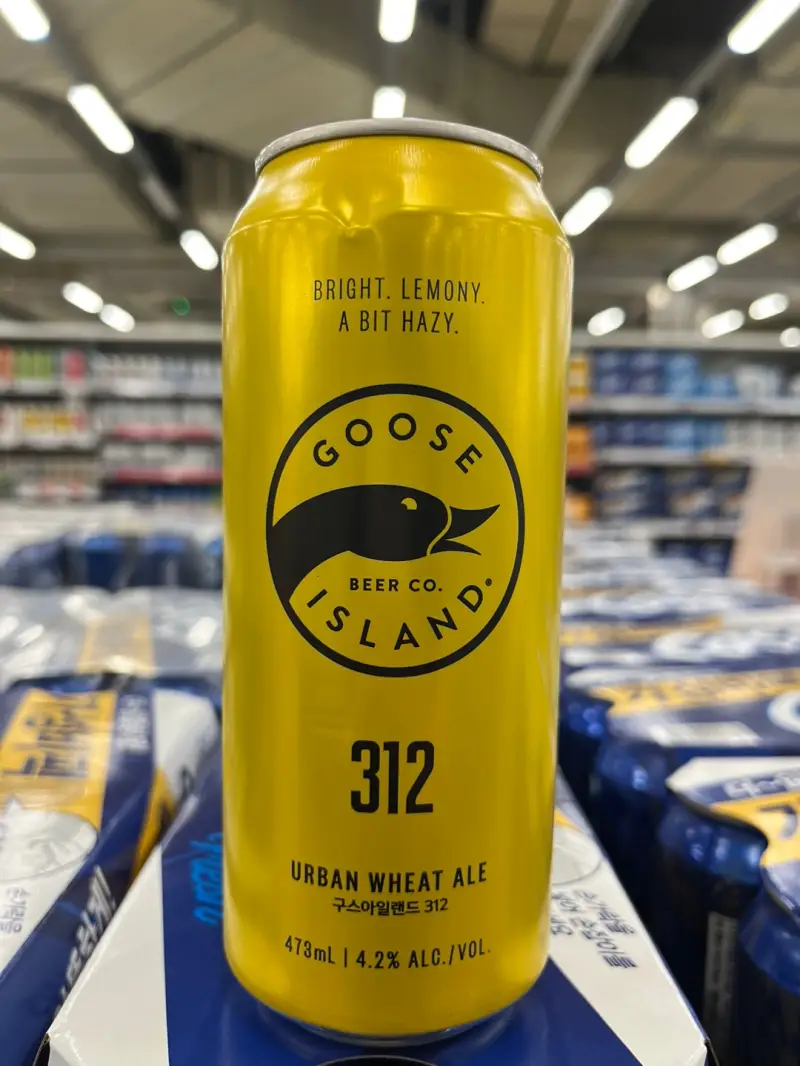 BRIGHT. LEMONY.
A BIT HAZY.
GOOSE
BEER CO.
ISLAND®
312
URBAN WHEAT ALE
구스아일랜드 312
473mL | 4.2% ALC./VOL.